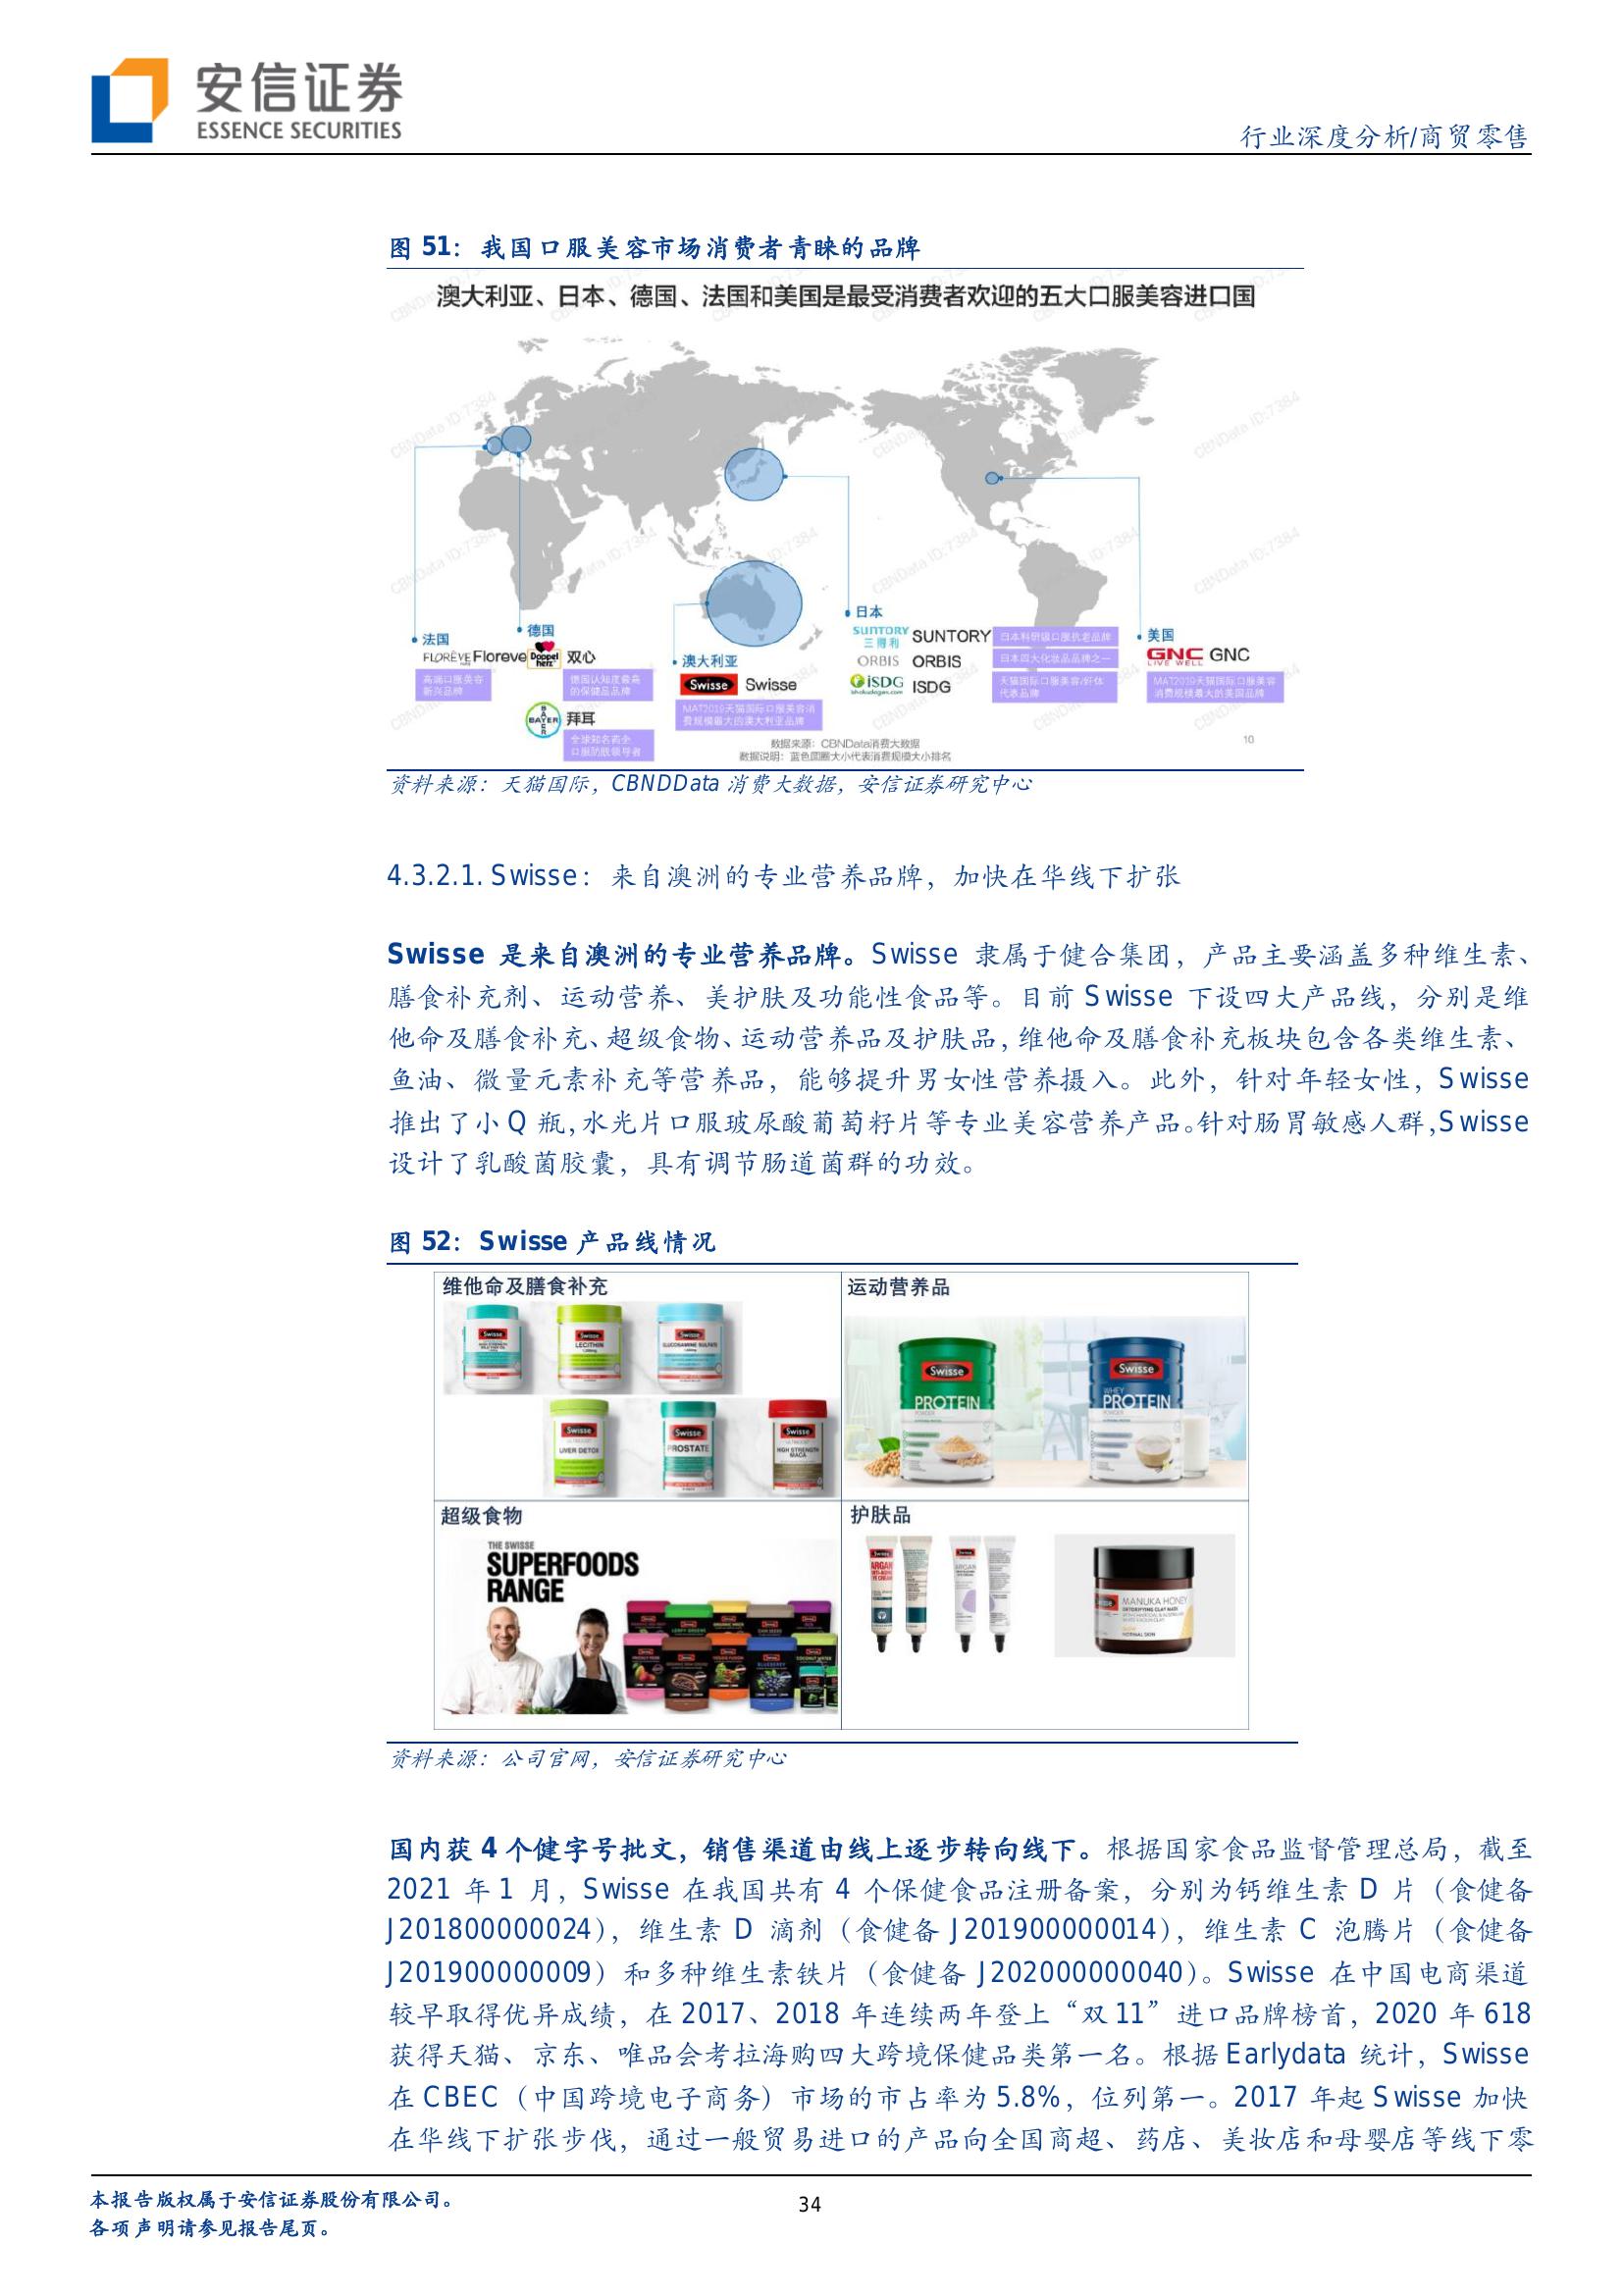 安信证券
ESSENCE SECURITIES
行业深度分析/商贸零售
图 51：我国口服美容市场消费者青睐的品牌
澳大利亚、日本、德国、法国和美国是最受消费者欢迎的五大口服美容进口国
法国
FLORÊVE Floreve
高端口服美容
新兴品牌
德国
Doppel herz 双心
德国认知度最高
的保健品品牌
BAYER 拜耳
全球知名药企
口服防脱领导者
澳大利亚
Swisse Swisse
MAT2019天猫国际口服美容消
费规模最大的澳大利亚品牌
日本
SUNTORY 三得利 SUNTORY
日本科研级口服抗老品牌
ORBIS ORBIS
日本四大化妆品品牌之一
ISDG ISDG
天猫国际口服美容/纤体
代表品牌
美国
GNC LIVE WELL GNC
MAT2019天猫国际口服美容
消费规模最大的美国品牌
数据来源：CBNData消费大数据
数据说明：蓝色圆圈大小代表消费规模大小排名
10
CBNData ID:7384
资料来源：天猫国际，CBNDData 消费大数据，安信证券研究中心
4.3.2.1. Swisse：来自澳洲的专业营养品牌，加快在华线下扩张
Swisse 是来自澳洲的专业营养品牌。Swisse 隶属于健合集团，产品主要涵盖多种维生素、
膳食补充剂、运动营养、美护肤及功能性食品等。目前 Swisse 下设四大产品线，分别是维
他命及膳食补充、超级食物、运动营养品及护肤品，维他命及膳食补充板块包含各类维生素、
鱼油、微量元素补充等营养品，能够提升男女性营养摄入。此外，针对年轻女性，Swisse
推出了小 Q 瓶，水光片口服玻尿酸葡萄籽片等专业美容营养产品。针对肠胃敏感人群，Swisse
设计了乳酸菌胶囊，具有调节肠道菌群的功效。
图 52：Swisse 产品线情况
维他命及膳食补充
Swisse
Swisse LECITHIN
Swisse GLUCOSAMINE SULFATE
Swisse LIVER DETOX
Swisse PROSTATE
Swisse HIGH STRENGTH MACA
运动营养品
Swisse PROTEIN POWDER
Swisse WHEY PROTEIN POWDER
超级食物
THE SWISSE
SUPERFOODS
RANGE
护肤品
ARGAN
MANUKA HONEY
DETOXIFYING CLAY MASK
NORMAL SKIN
资料来源：公司官网，安信证券研究中心
国内获 4 个健字号批文，销售渠道由线上逐步转向线下。根据国家食品监督管理总局，截至
2021 年 1 月，Swisse 在我国共有 4 个保健食品注册备案，分别为钙维生素 D 片（食健备
J201800000024），维生素 D 滴剂（食健备 J201900000014），维生素 C 泡腾片（食健备
J201900000009）和多种维生素铁片（食健备 J202000000040）。Swisse 在中国电商渠道
较早取得优异成绩，在 2017、2018 年连续两年登上“双 11”进口品牌榜首，2020 年 618
获得天猫、京东、唯品会考拉海购四大跨境保健品类第一名。根据 Earlydata 统计，Swisse
在 CBEC（中国跨境电子商务）市场的市占率为 5.8%，位列第一。2017 年起 Swisse 加快
在华线下扩张步伐，通过一般贸易进口的产品向全国商超、药店、美妆店和母婴店等线下零
本报告版权属于安信证券股份有限公司。
各项声明请参见报告尾页。
34